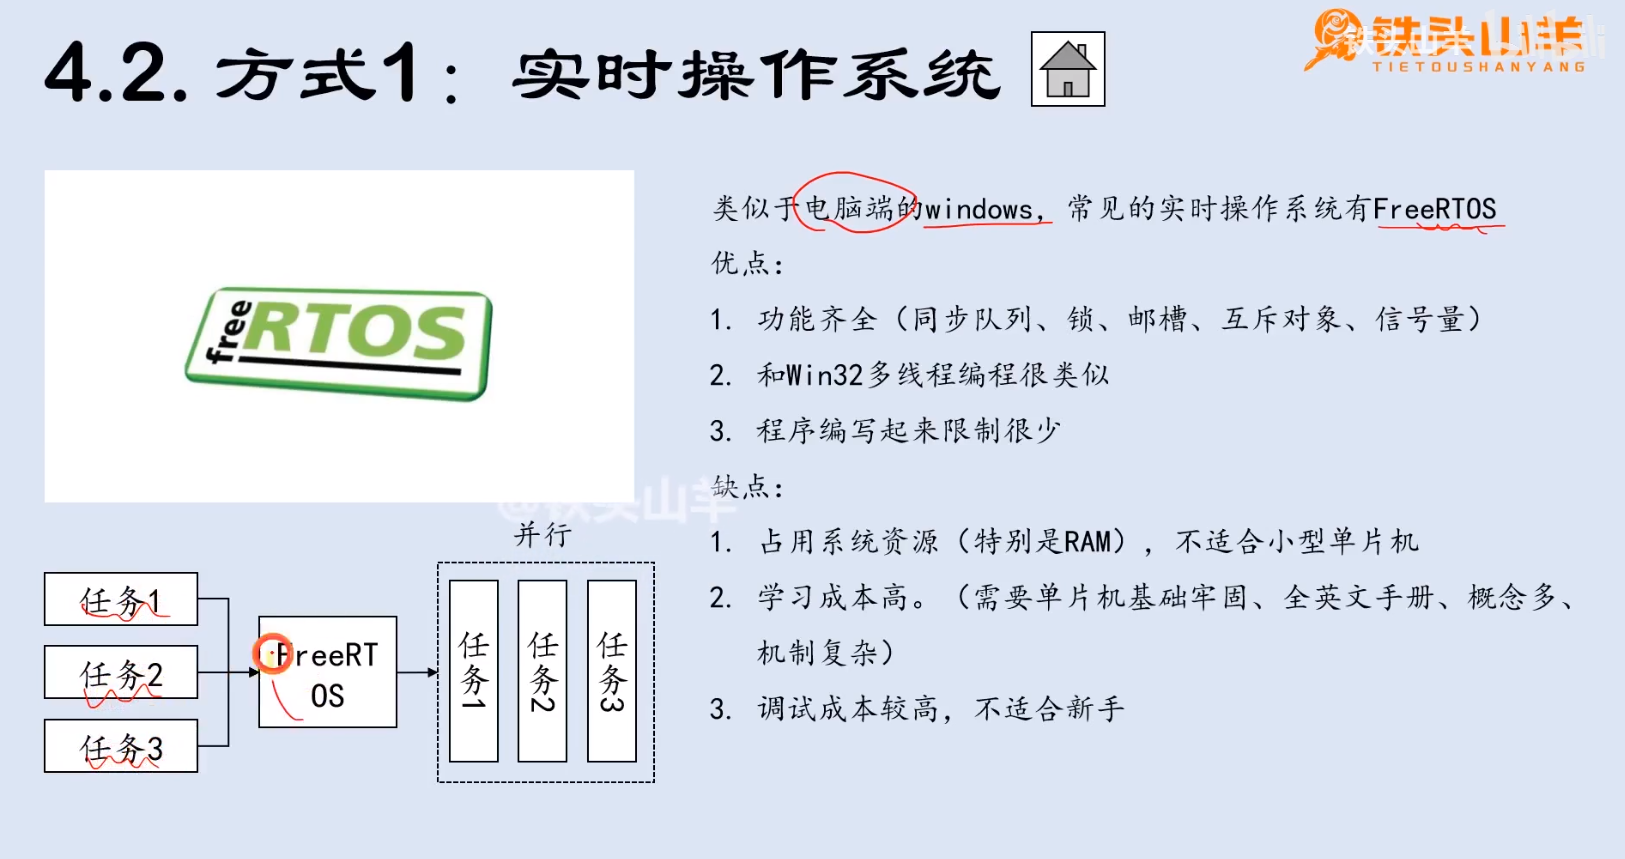 4.2. 方式1：实时操作系统
铁头山羊
TIETOUSHANYANG
free RTOS
类似于电脑端的windows，常见的实时操作系统有FreeRTOS
优点：
1. 功能齐全（同步队列、锁、邮槽、互斥对象、信号量）
2. 和Win32多线程编程很类似
3. 程序编写起来限制很少
缺点：
1. 占用系统资源（特别是RAM），不适合小型单片机
2. 学习成本高。（需要单片机基础牢固、全英文手册、概念多、
机制复杂）
3. 调试成本较高，不适合新手
@铁头山羊
并行
任务1
任务2
任务3
FreeRT
OS
任务1
任务2
任务3